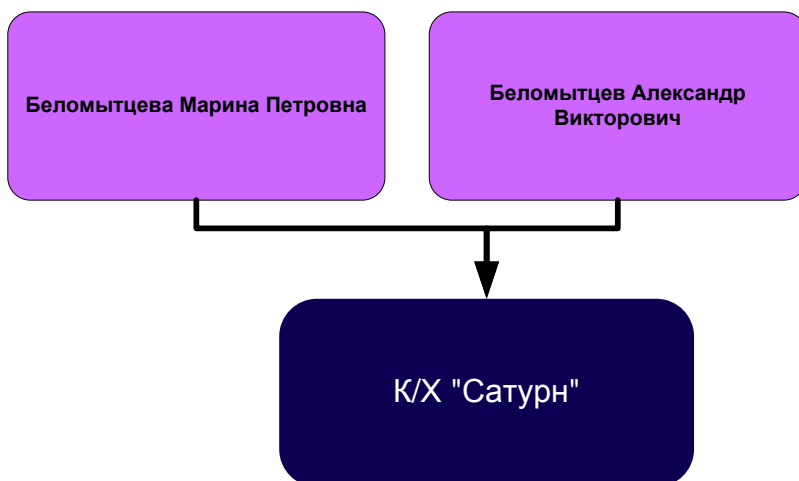 Беломытцева Марина Петровна
Беломытцев Александр
Викторович
К/Х "Сатурн"